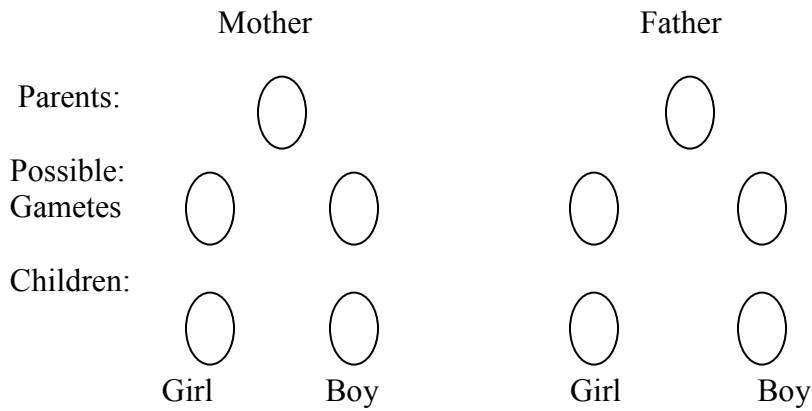 Mother Father
Parents:
Possible:
Gametes
Children:
Girl Boy Girl Boy